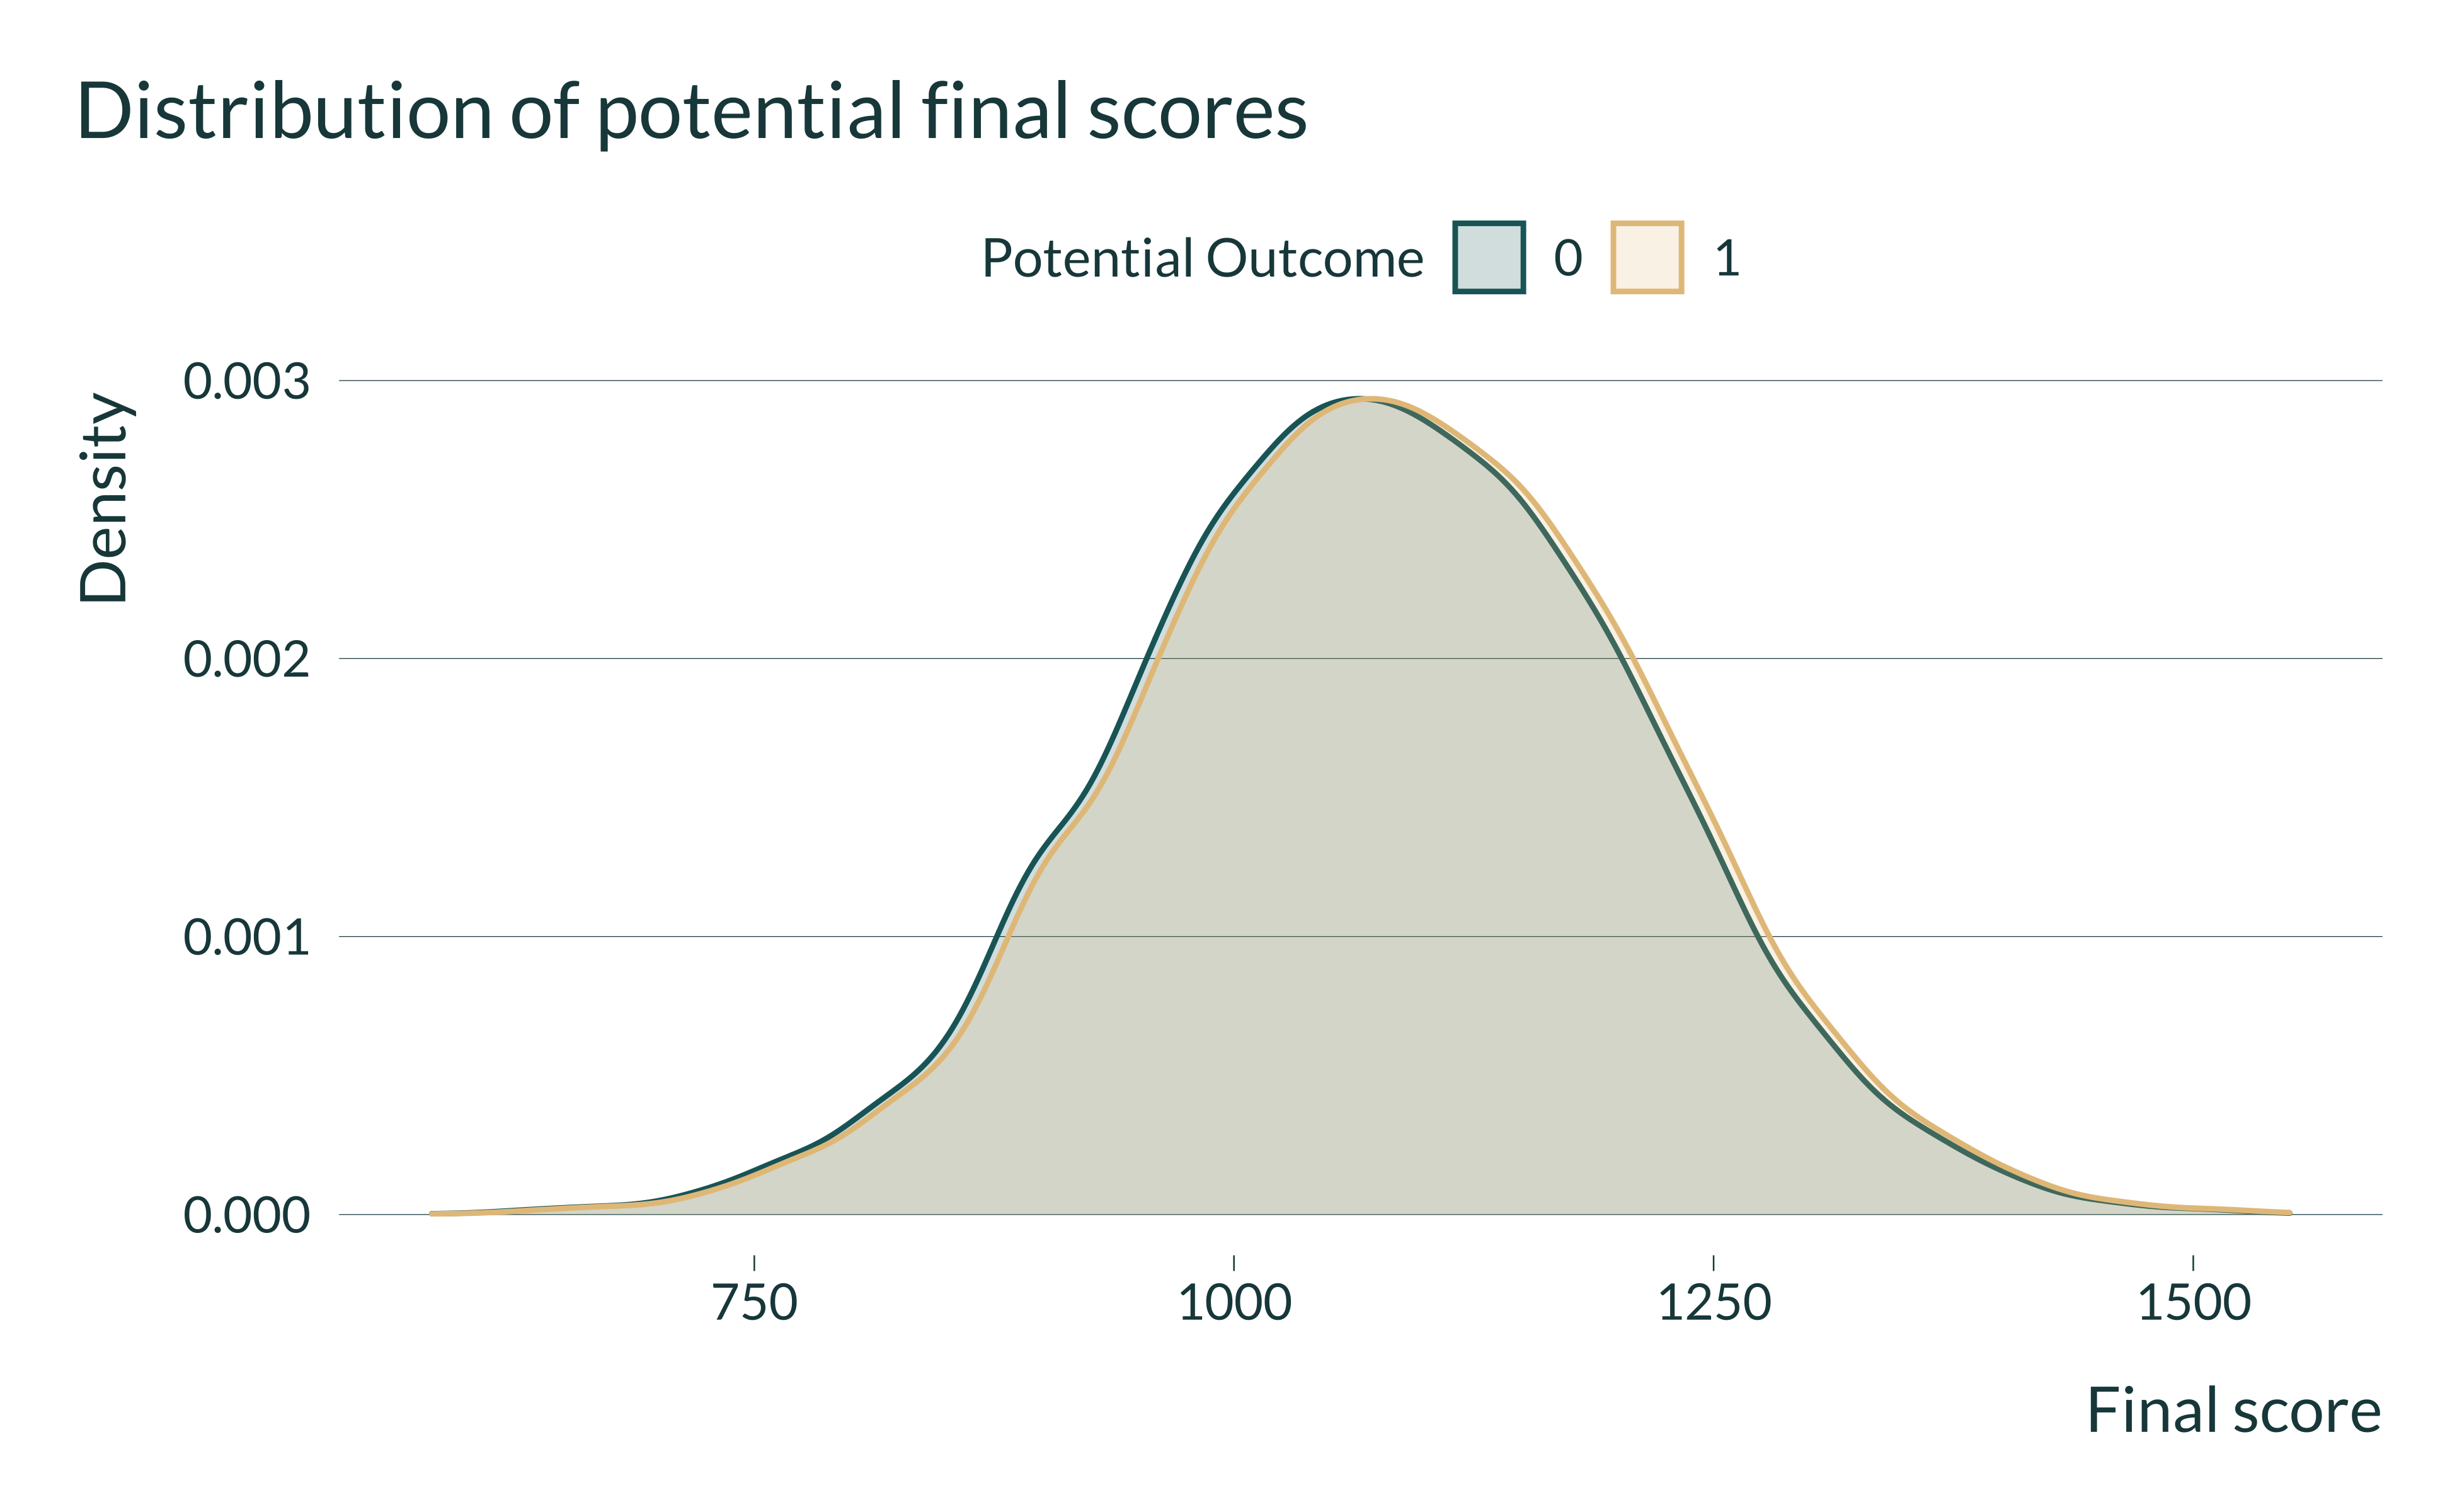 Distribution of potential final scores
Potential Outcome 0 1
0.003
0.002
0.001
0.000
Density
750 1000 1250 1500
Final score